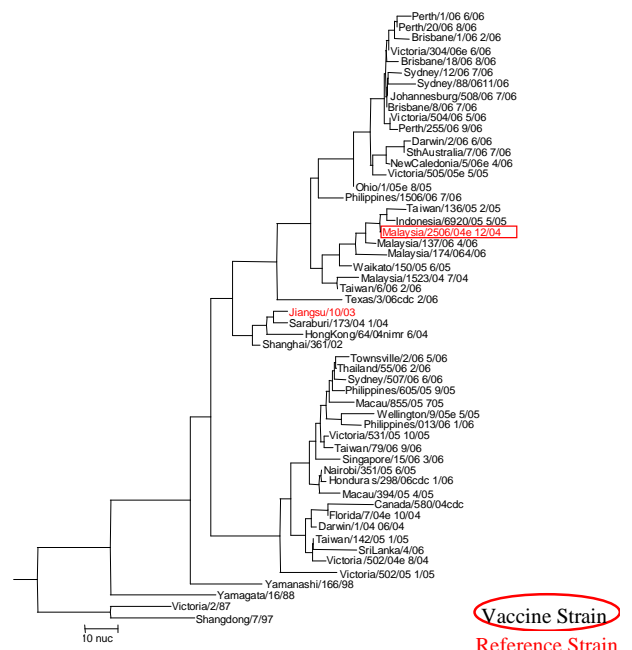 Perth/1/06 6/06
Perth/20/06 8/06
Brisbane/1/06 2/06
Victoria/304/06e 6/06
Brisbane/18/06 8/06
Sydney/12/06 7/06
Sydney/88/0611/06
Johannesburg/508/06 7/06
Brisbane/8/06 7/06
Victoria/504/06 5/06
Perth/255/06 9/06
Darwin/2/06 6/06
SthAustralia/7/06 7/06
NewCaledonia/5/06e 4/06
Victoria/505/05e 5/05
Ohio/1/05e 8/05
Philippines/1506/06 7/06
Taiwan/136/05 2/05
Indonesia/6920/05 5/05
Malaysia/2506/04e 12/04
Malaysia/137/06 4/06
Malaysia/174/064/06
Waikato/150/05 6/05
Malaysia/1523/04 7/04
Taiwan/6/06 2/06
Texas/3/06cdc 2/06
Jiangsu/10/03
Saraburi/173/04 1/04
HongKong/64/04nimr 6/04
Shanghai/361/02
Townsville/2/06 5/06
Thailand/55/06 2/06
Sydney/507/06 6/06
Philippines/605/05 9/05
Macau/855/05 705
Wellington/9/05e 5/05
Philippines/013/06 1/06
Victoria/531/05 10/05
Taiwan/79/06 9/06
Singapore/15/06 3/06
Nairobi/351/05 6/05
Honduras/298/06cdc 1/06
Macau/394/05 4/05
Canada/580/04cdc
Florida/7/04e 10/04
Darwin/1/04 06/04
Taiwan/142/05 1/05
SriLanka/4/06
Victoria/502/04e 8/04
Victoria/502/05 1/05
Yamanashi/166/98
Yamagata/16/88
Victoria/2/87
Shangdong/7/97
10 nuc
Vaccine Strain
Reference Strain